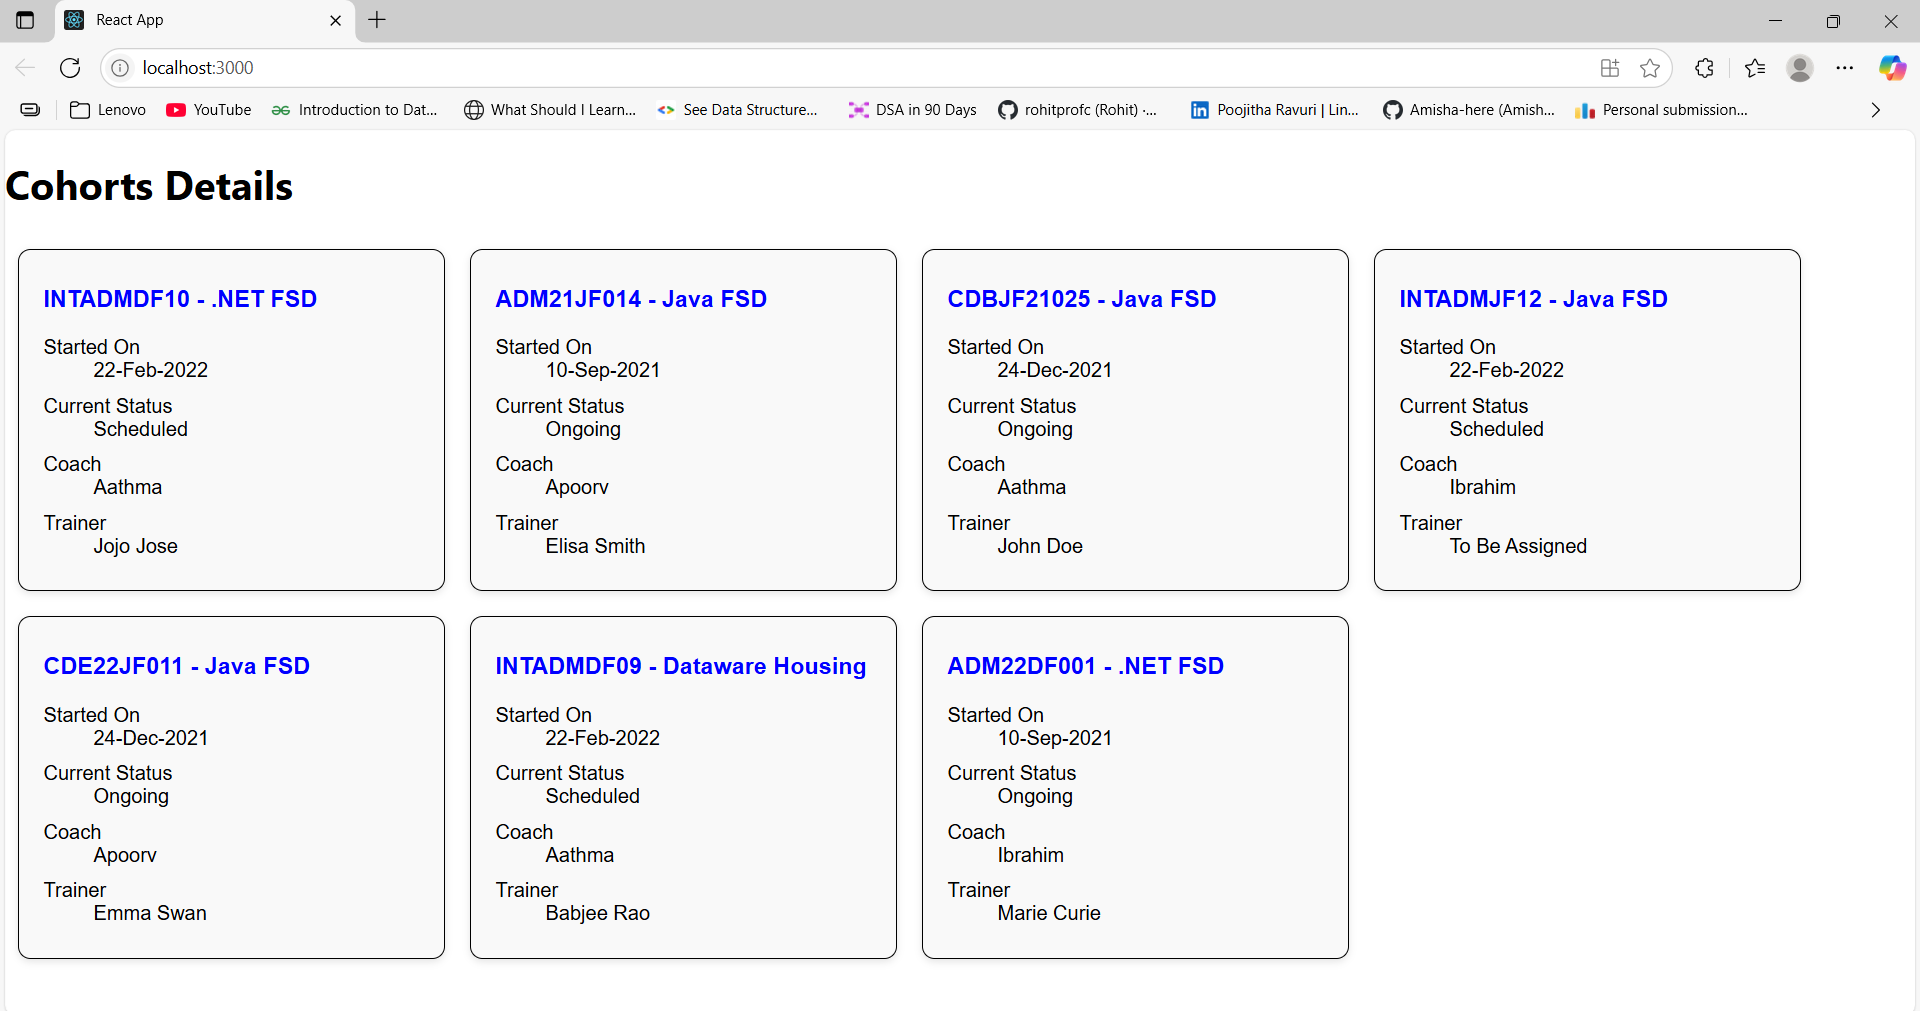 React App
localhost:3000
Lenovo
YouTube
Introduction to Dat...
What Should I Learn...
See Data Structure...
DSA in 90 Days
rohitprofc (Rohit) ·...
Poojitha Ravuri | Lin...
Amisha-here (Amish...
Personal submission...
Cohorts Details
INTADMDF10 - .NET FSD
Started On
22-Feb-2022
Current Status
Scheduled
Coach
Aathma
Trainer
Jojo Jose
ADM21JF014 - Java FSD
Started On
10-Sep-2021
Current Status
Ongoing
Coach
Apoorv
Trainer
Elisa Smith
CDBJF21025 - Java FSD
Started On
24-Dec-2021
Current Status
Ongoing
Coach
Aathma
Trainer
John Doe
INTADMJF12 - Java FSD
Started On
22-Feb-2022
Current Status
Scheduled
Coach
Ibrahim
Trainer
To Be Assigned
CDE22JF011 - Java FSD
Started On
24-Dec-2021
Current Status
Ongoing
Coach
Apoorv
Trainer
Emma Swan
INTADMDF09 - Dataware Housing
Started On
22-Feb-2022
Current Status
Scheduled
Coach
Aathma
Trainer
Babjee Rao
ADM22DF001 - .NET FSD
Started On
10-Sep-2021
Current Status
Ongoing
Coach
Ibrahim
Trainer
Marie Curie